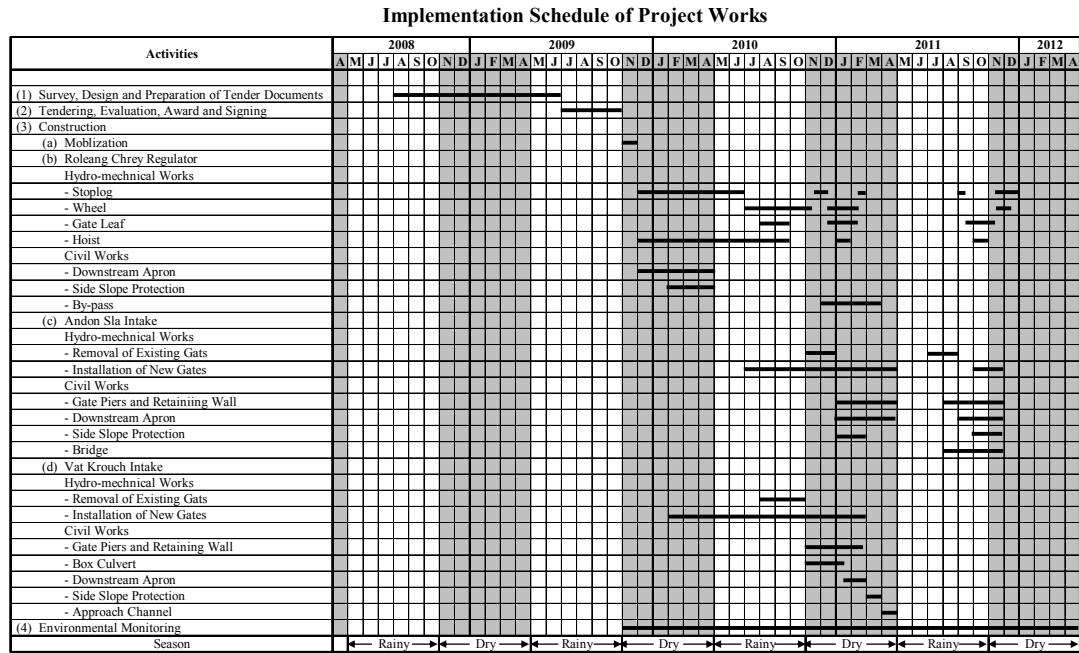 Implementation Schedule of Project Works
Activities 2008 2009 2010 2011 2012
A M J J A S O N D J F M A M J J A S O N D J F M A M J J A S O N D J F M A M J J A S O N D J F M A
(1) Survey, Design and Preparation of Tender Documents
(2) Tendering, Evaluation, Award and Signing
(3) Construction
(a) Moblization
(b) Roleang Chrey Regulator
Hydro-mechnical Works
- Stoplog
- Wheel
- Gate Leaf
- Hoist
Civil Works
- Downstream Apron
- Side Slope Protection
- By-pass
(c) Andon Sla Intake
Hydro-mechnical Works
- Removal of Existing Gats
- Installation of New Gates
Civil Works
- Gate Piers and Retainiing Wall
- Downstream Apron
- Side Slope Protection
- Bridge
(d) Vat Krouch Intake
Hydro-mechnical Works
- Removal of Existing Gats
- Installation of New Gates
Civil Works
- Gate Piers and Retaining Wall
- Box Culvert
- Downstream Apron
- Side Slope Protection
- Approach Channel
(4) Environmental Monitoring
Season Rainy Dry Rainy Dry Rainy Dry Rainy Dry